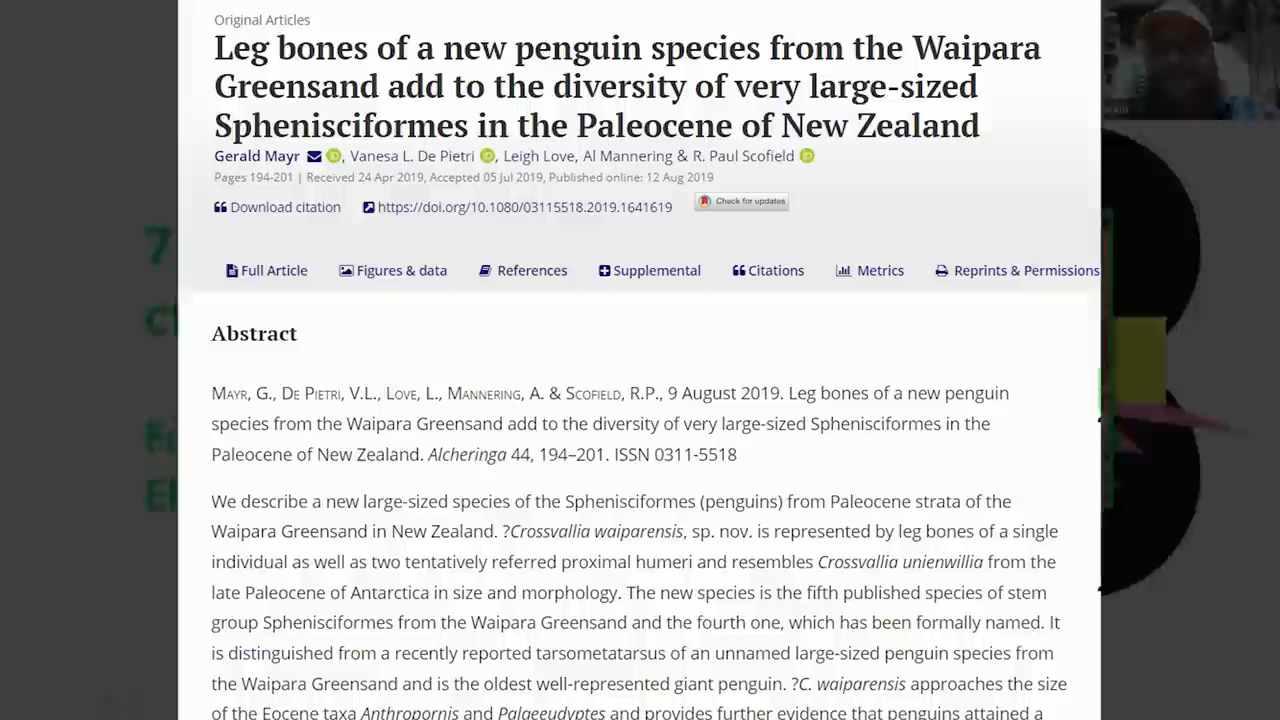 Original Articles
Leg bones of a new penguin species from the Waipara
Greensand add to the diversity of very large-sized
Sphenisciformes in the Paleocene of New Zealand
Gerald Mayr , Vanesa L. De Pietri , Leigh Love, Al Mannering & R. Paul Scofield
Pages 194-201 | Received 24 Apr 2019, Accepted 05 Jul 2019, Published online: 12 Aug 2019
Download citation https://doi.org/10.1080/03115518.2019.1641619 Check for updates
Full Article Figures & data References Supplemental Citations Metrics Reprints & Permissions
Abstract
Mayr, G., De Pietri, V.L., Love, L., Mannering, A. & Scofield, R.P., 9 August 2019. Leg bones of a new penguin
species from the Waipara Greensand add to the diversity of very large-sized Sphenisciformes in the
Paleocene of New Zealand. Alcheringa 44, 194–201. ISSN 0311-5518
We describe a new large-sized species of the Sphenisciformes (penguins) from Paleocene strata of the
Waipara Greensand in New Zealand. ?Crossvallia waiparensis, sp. nov. is represented by leg bones of a single
individual as well as two tentatively referred proximal humeri and resembles Crossvallia unienwillia from the
late Paleocene of Antarctica in size and morphology. The new species is the fifth published species of stem
group Sphenisciformes from the Waipara Greensand and the fourth one, which has been formally named. It
is distinguished from a recently reported tarsometatarsus of an unnamed large-sized penguin species from
the Waipara Greensand and is the oldest well-represented giant penguin. ?C. waiparensis approaches the size
of the Eocene taxa Anthropornis and Palaeeudyptes and provides further evidence that penguins attained a